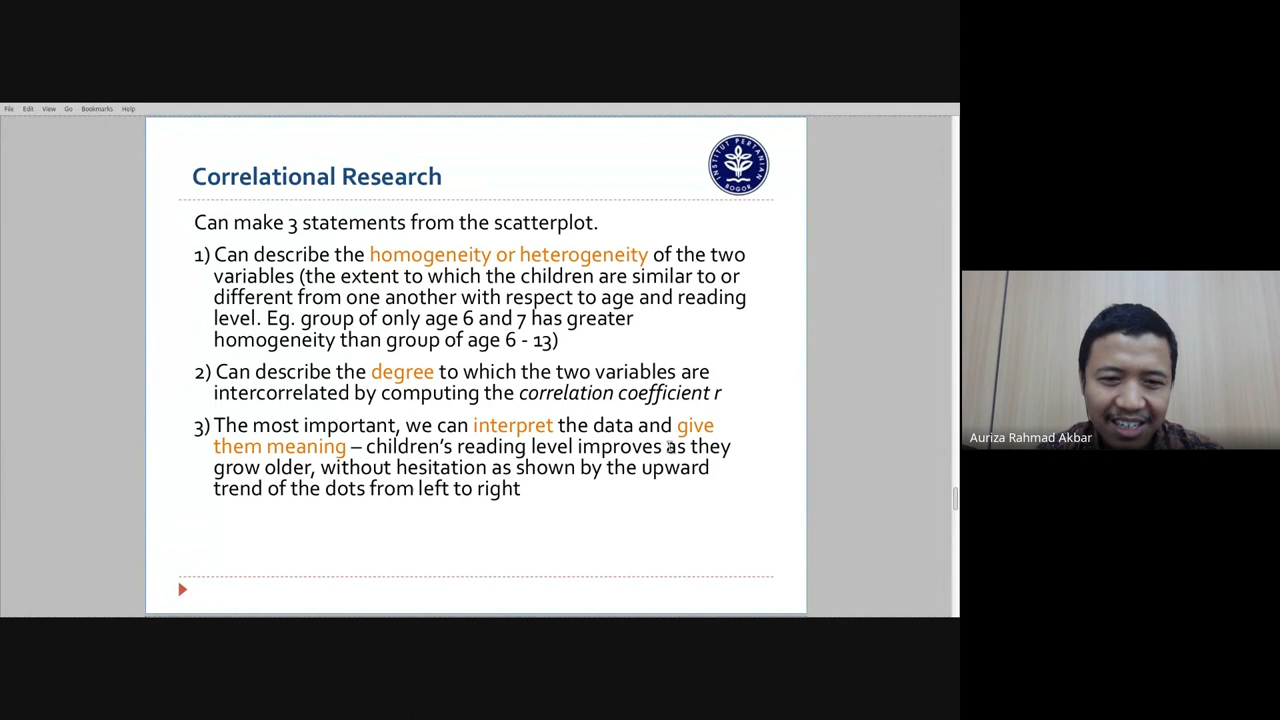 File Edit View Go Bookmarks Help
INSTITUT PERTANIAN
BOGOR
Correlational Research
Can make 3 statements from the scatterplot.
1) Can describe the homogeneity or heterogeneity of the two
variables (the extent to which the children are similar to or
different from one another with respect to age and reading
level. Eg. group of only age 6 and 7 has greater
homogeneity than group of age 6 - 13)
2) Can describe the degree to which the two variables are
intercorrelated by computing the correlation coefficient r
3) The most important, we can interpret the data and give
them meaning – children's reading level improves as they
grow older, without hesitation as shown by the upward
trend of the dots from left to right
Auriza Rahmad Akbar